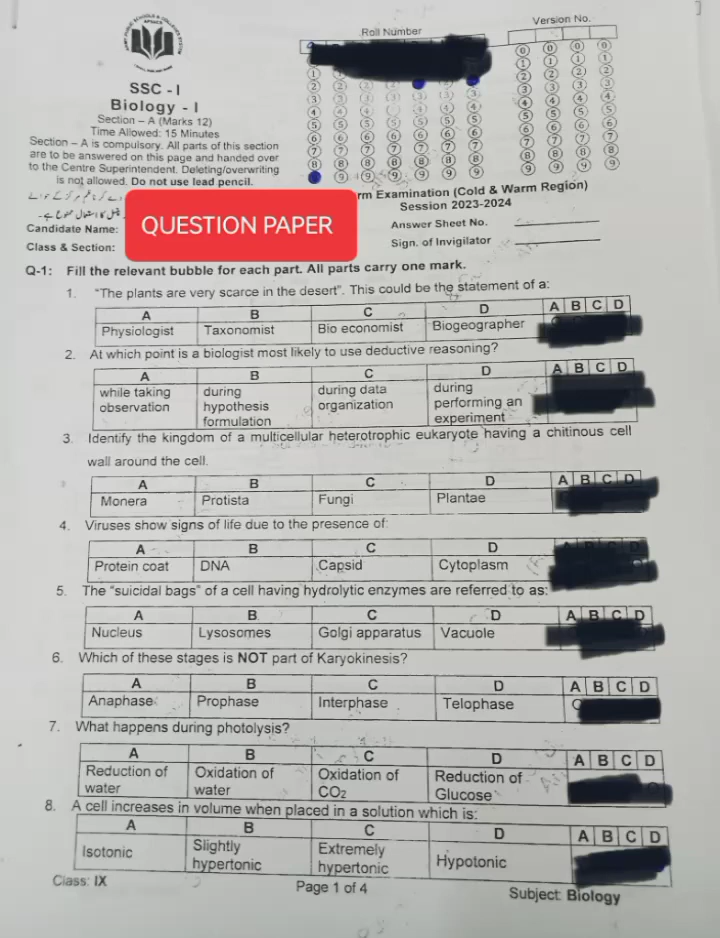 Roll Number
Version No.
SSC - I
Biology - I
Section – A (Marks 12)
Time Allowed: 15 Minutes
Section – A is compulsory. All parts of this section
are to be answered on this page and handed over
to the Centre Superintendent. Deleting/overwriting
is not allowed. Do not use lead pencil.
rm Examination (Cold & Warm Region)
Session 2023-2024
QUESTION PAPER
Answer Sheet No.
Candidate Name:
Sign. of Invigilator
Class & Section:
Q-1: Fill the relevant bubble for each part. All parts carry one mark.
1. "The plants are very scarce in the desert". This could be the statement of a:
A B C D A B C D
Physiologist Taxonomist Bio economist Biogeographer
2. At which point is a biologist most likely to use deductive reasoning?
A B C D A B C D
while taking observation during hypothesis formulation during data organization during performing an experiment
3. Identify the kingdom of a multicellular heterotrophic eukaryote having a chitinous cell
wall around the cell.
A B C D A B C D
Monera Protista Fungi Plantae
4. Viruses show signs of life due to the presence of:
A B C D
Protein coat DNA Capsid Cytoplasm
5. The "suicidal bags" of a cell having hydrolytic enzymes are referred to as:
A B C D A B C D
Nucleus Lysosomes Golgi apparatus Vacuole
6. Which of these stages is NOT part of Karyokinesis?
A B C D A B C D
Anaphase Prophase Interphase Telophase
7. What happens during photolysis?
A B C D A B C D
Reduction of water Oxidation of water Oxidation of CO2 Reduction of Glucose
8. A cell increases in volume when placed in a solution which is:
A B C D A B C D
Isotonic Slightly hypertonic Extremely hypertonic Hypotonic
Class: IX
Page 1 of 4
Subject: Biology